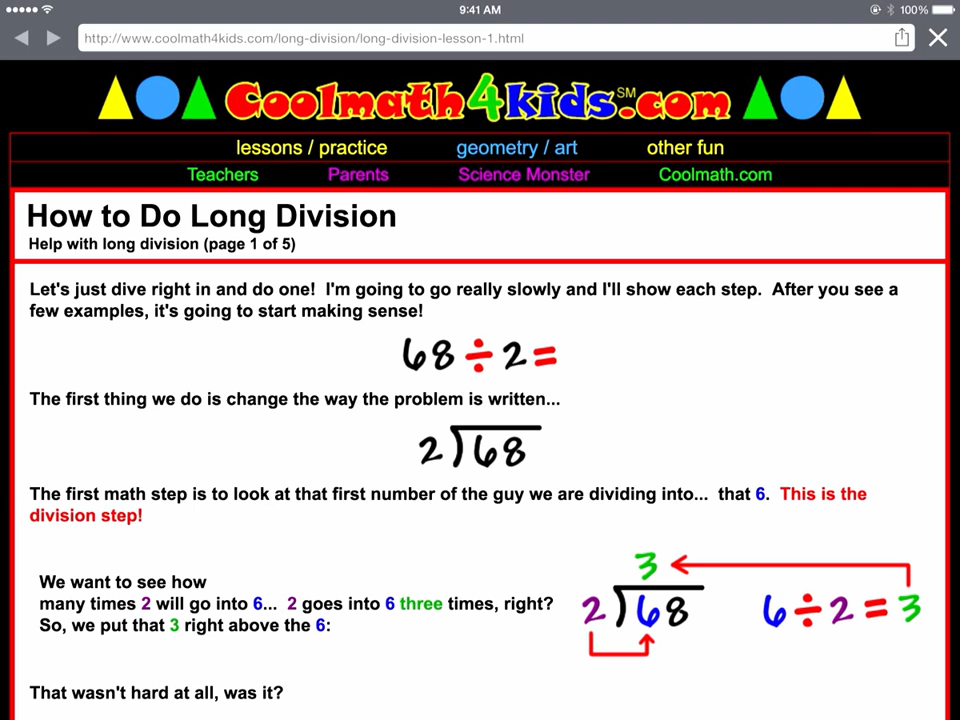 9:41 AM
100%
http://www.coolmath4kids.com/long-division/long-division-lesson-1.html
Coolmath4kids.com SM
lessons / practice geometry / art other fun
Teachers Parents Science Monster Coolmath.com
How to Do Long Division
Help with long division (page 1 of 5)
Let's just dive right in and do one! I'm going to go really slowly and I'll show each step. After you see a
few examples, it's going to start making sense!
68 ÷ 2 =
The first thing we do is change the way the problem is written...
2)68
The first math step is to look at that first number of the guy we are dividing into... that 6. This is the
division step!
We want to see how
many times 2 will go into 6... 2 goes into 6 three times, right?
So, we put that 3 right above the 6:
3
2)68 6 ÷ 2 = 3
That wasn't hard at all, was it?